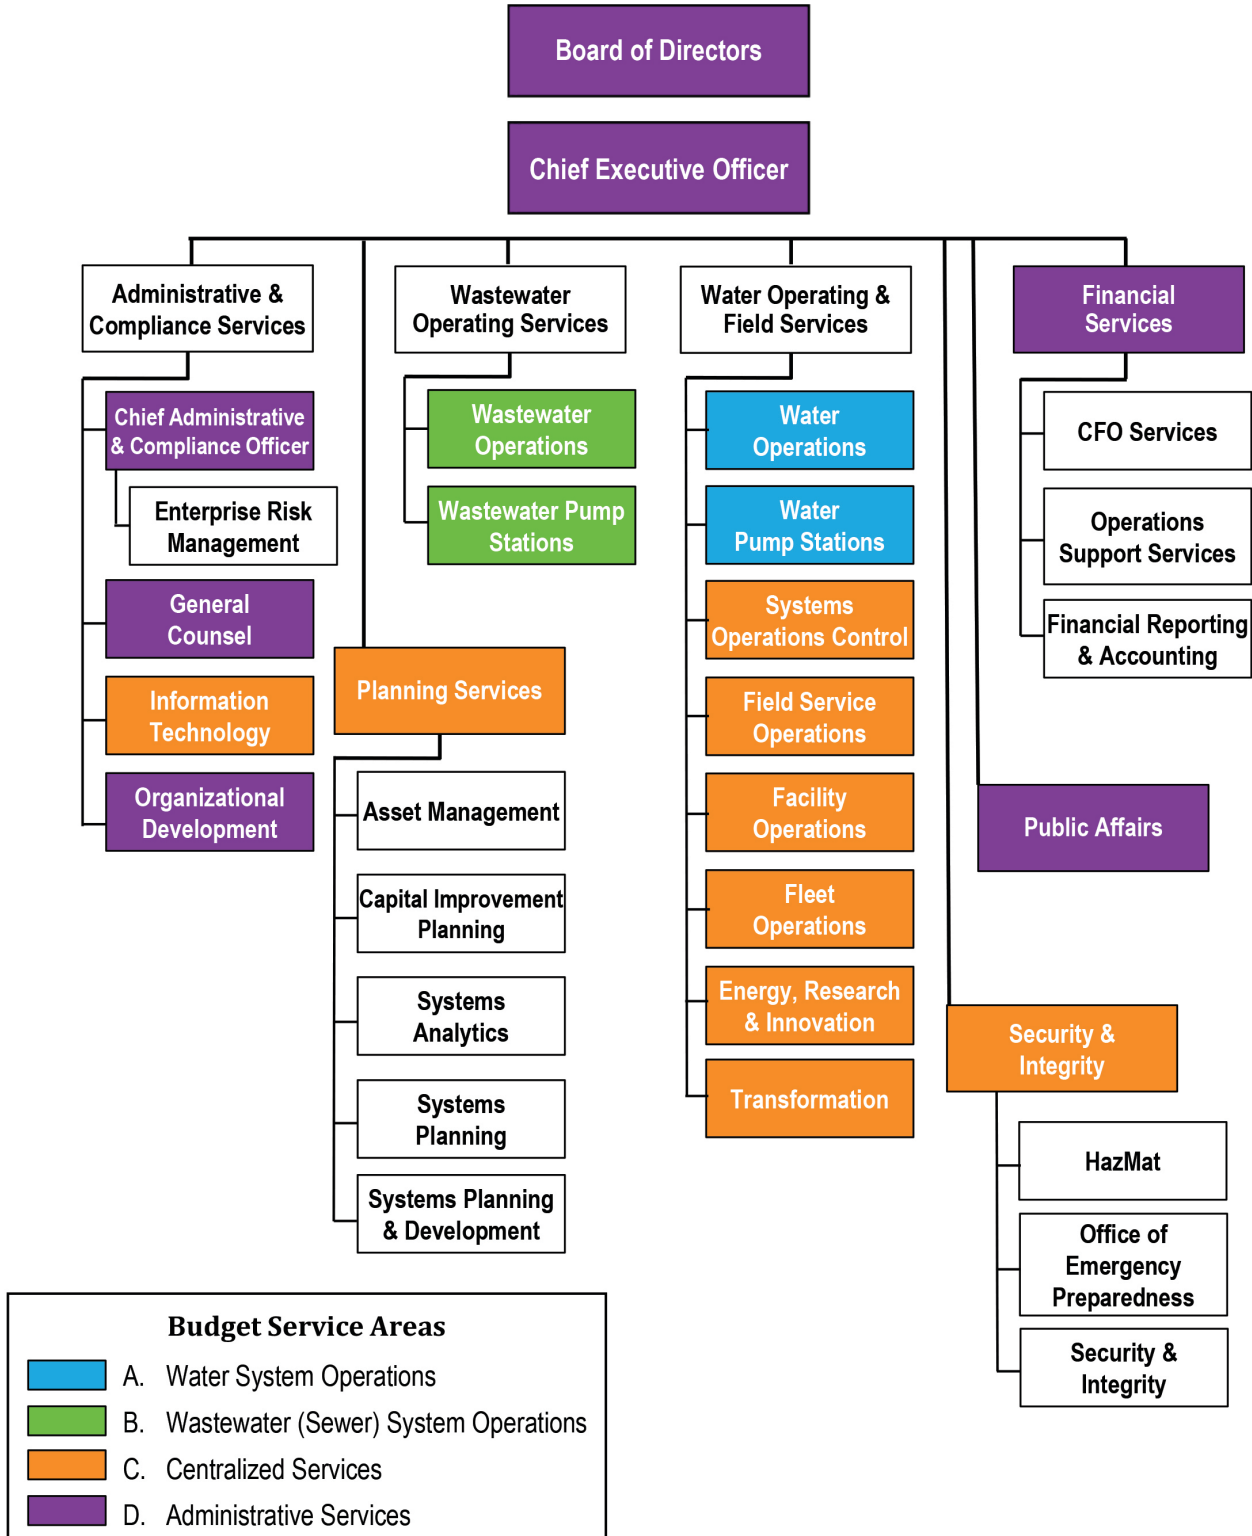 Board of Directors
Chief Executive Officer
Administrative &
Compliance Services
Chief Administrative
& Compliance Officer
Enterprise Risk
Management
General
Counsel
Information
Technology
Organizational
Development
Planning Services
Asset Management
Capital Improvement
Planning
Systems
Analytics
Systems
Planning
Systems Planning
& Development
Wastewater
Operating Services
Wastewater
Operations
Wastewater Pump
Stations
Water Operating &
Field Services
Water
Operations
Water
Pump Stations
Systems
Operations Control
Field Service
Operations
Facility
Operations
Fleet
Operations
Energy, Research
& Innovation
Transformation
Financial
Services
CFO Services
Operations
Support Services
Financial Reporting
& Accounting
Public Affairs
Security &
Integrity
HazMat
Office of
Emergency
Preparedness
Security &
Integrity
Budget Service Areas
A. Water System Operations
B. Wastewater (Sewer) System Operations
C. Centralized Services
D. Administrative Services